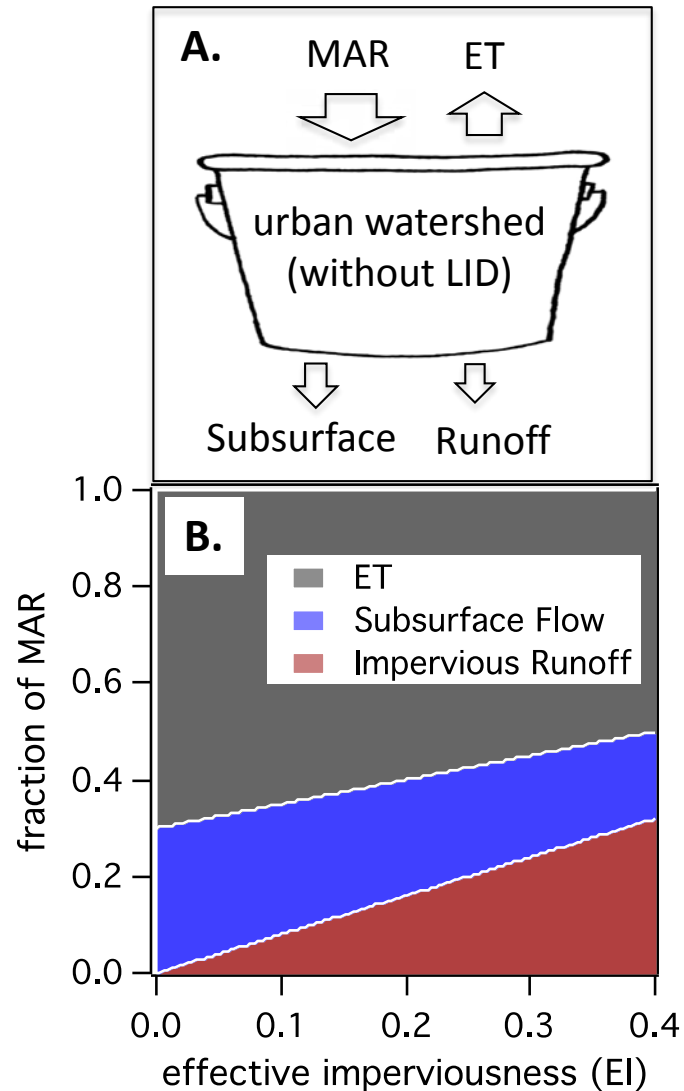 A.
MAR ET
urban watershed
(without LID)
Subsurface Runoff
B.
1.0
0.8
0.6
0.4
0.2
0.0
fraction of MAR
ET
Subsurface Flow
Impervious Runoff
0.0 0.1 0.2 0.3 0.4
effective imperviousness (EI)